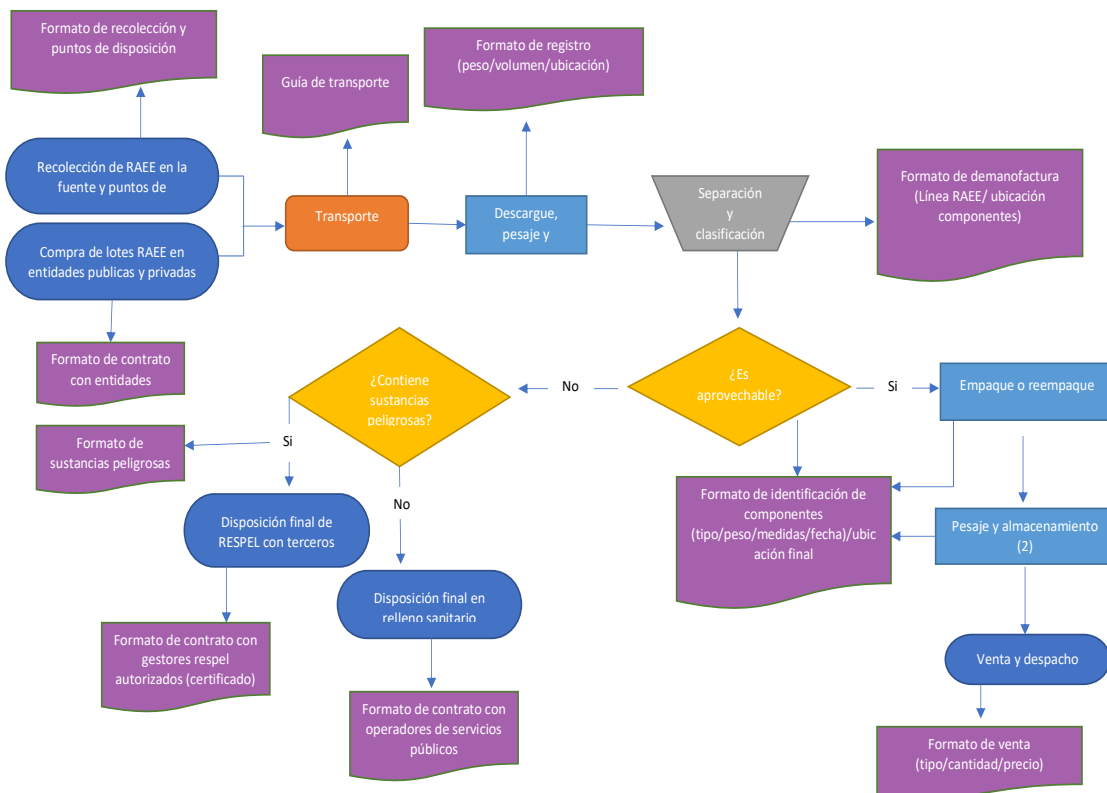 Formato de recolección y
puntos de disposición
Guía de transporte
Formato de registro
(peso/volumen/ubicación)
Recolección de RAEE en la
fuente y puntos de
Compra de lotes RAEE en
entidades publicas y privadas
Transporte
Descargue,
pesaje y
Separación
y
clasificación
Formato de demanofactura
(Línea RAEE/ ubicación
componentes)
Formato de contrato
con entidades
¿Contiene
sustancias
peligrosas?
No
¿Es
aprovechable?
Si
Empaque o reempaque
Formato de
sustancias peligrosas
Si
No
Disposición final de
RESPEL con terceros
Formato de identificación de
componentes
(tipo/peso/medidas/fecha)/ubic
ación final
Pesaje y almacenamiento
(2)
Disposición final en
relleno sanitario
Formato de contrato con
gestores respel
autorizados (certificado)
Venta y despacho
Formato de contrato con
operadores de servicios
públicos
Formato de venta
(tipo/cantidad/precio)